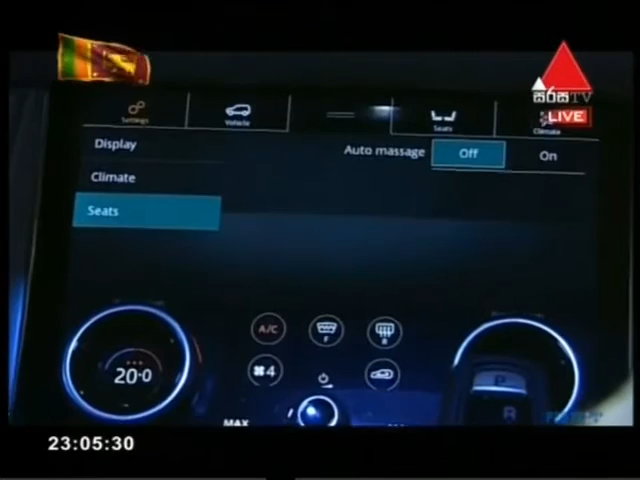 සිරස TV
LIVE
Settings
Vehicle
Seats
Climate
Display
Auto massage
Off
On
Climate
Seats
A/C
F
R
20·0
4
P
R
MAX
23:05:30